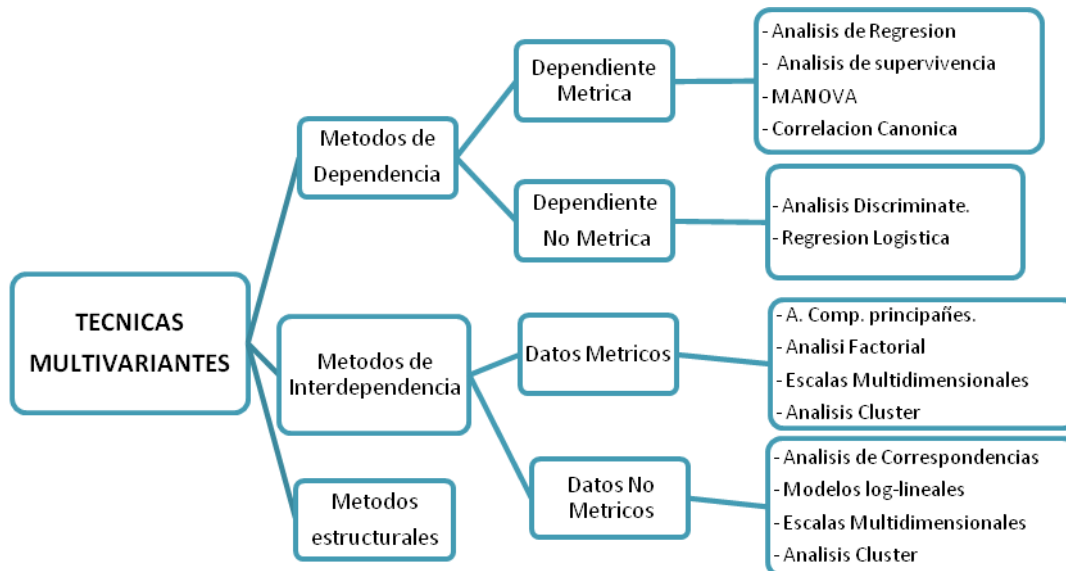 TECNICAS
MULTIVARIANTES
Metodos de
Dependencia
Dependiente
Metrica
- Analisis de Regresion
- Analisis de supervivencia
- MANOVA
- Correlacion Canonica
Dependiente
No Metrica
- Analisis Discriminate.
- Regresion Logistica
Metodos de
Interdependencia
Datos Metricos
- A. Comp. principañes.
- Analisi Factorial
- Escalas Multidimensionales
- Analisis Cluster
Datos No
Metricos
- Analisis de Correspondencias
- Modelos log-lineales
- Escalas Multidimensionales
- Analisis Cluster
Metodos
estructurales